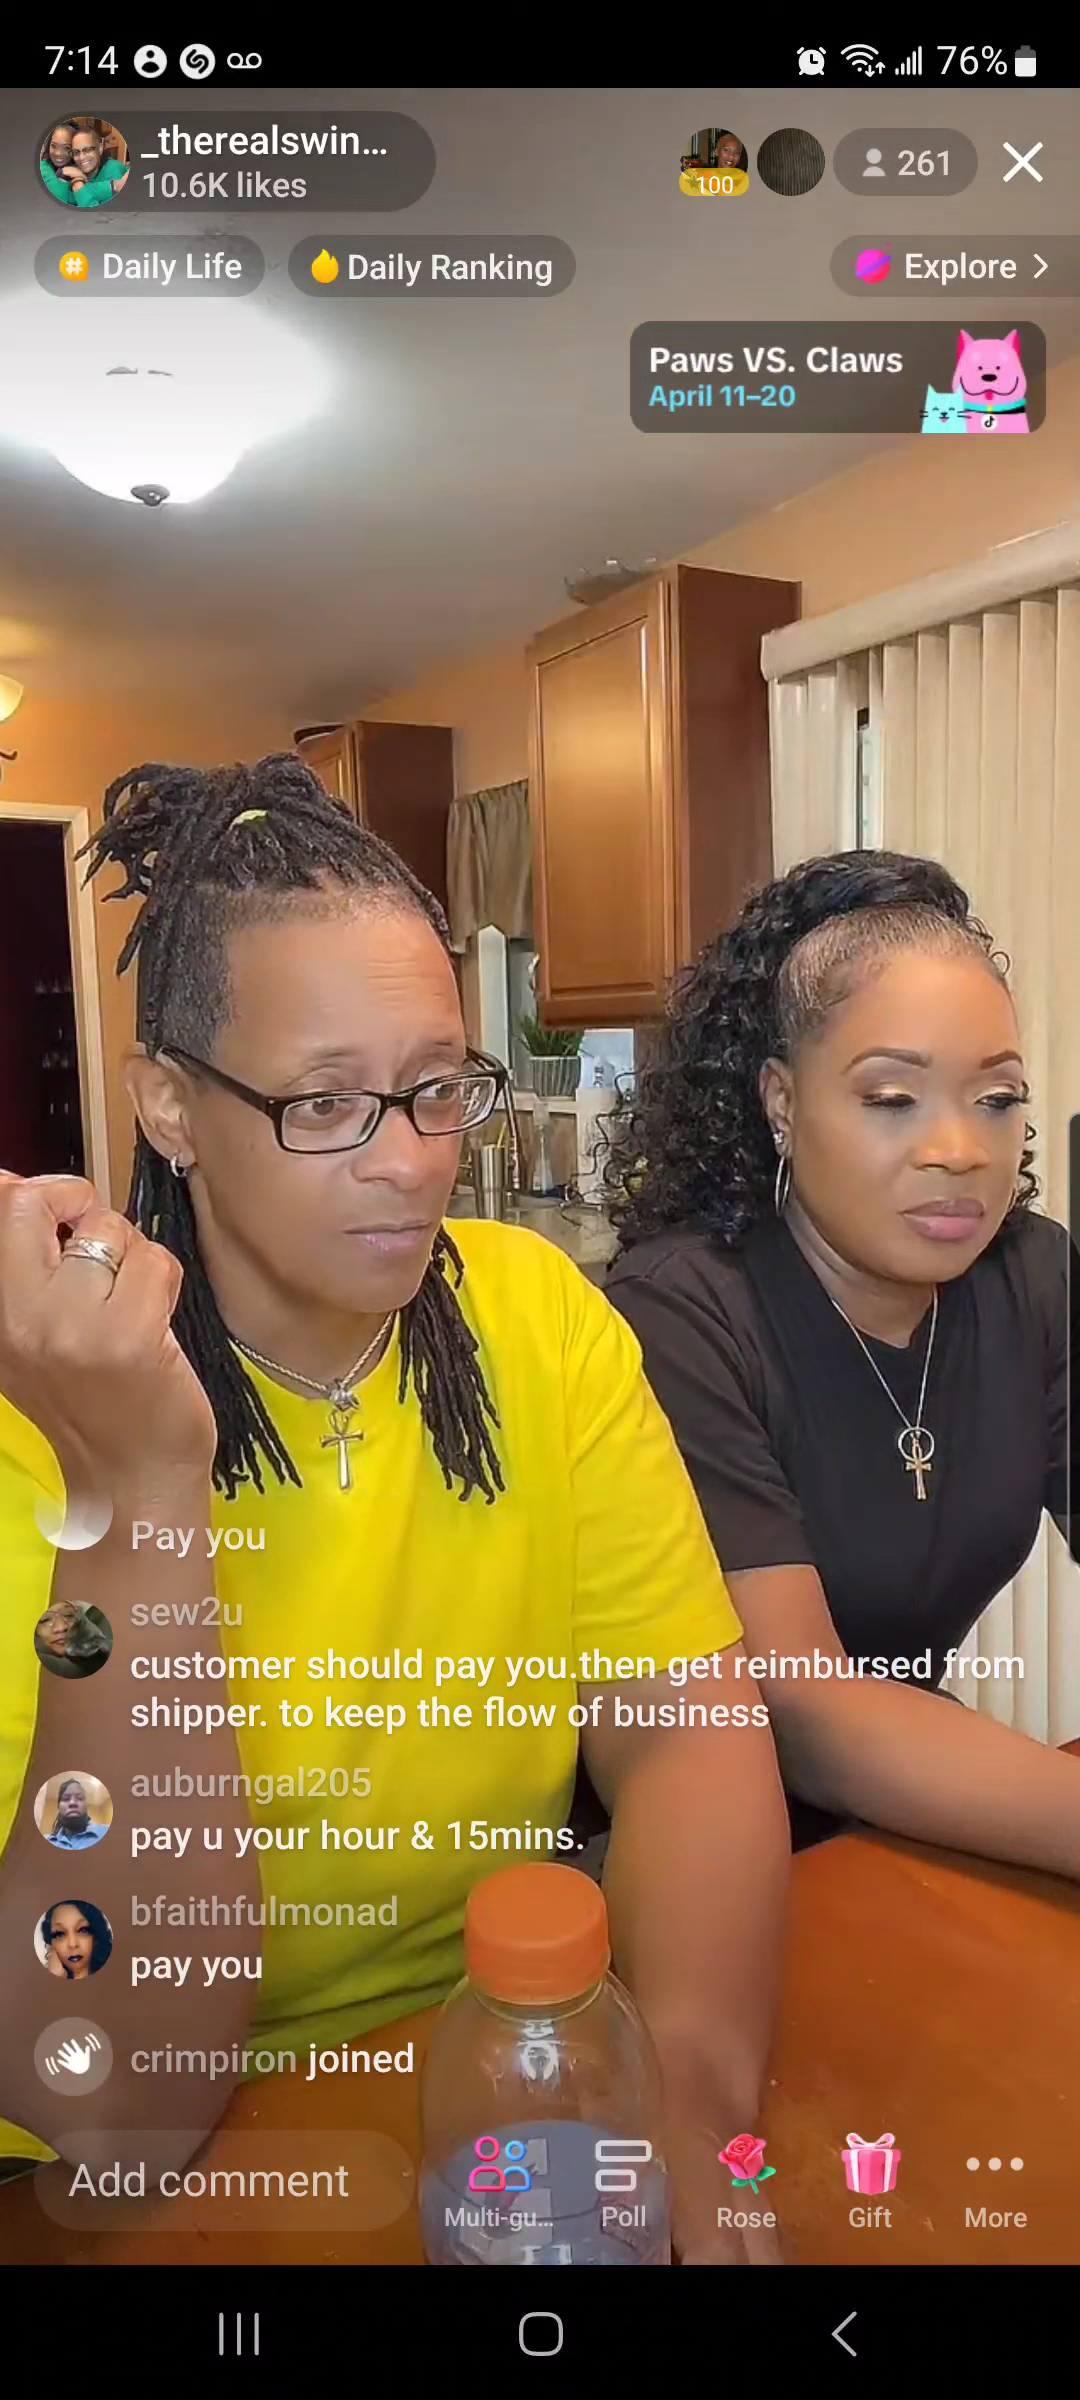 7:14
76%
_therealswin...
10.6K likes
100
261
Daily Life
Daily Ranking
Explore
Paws VS. Claws
April 11–20
Pay you
sew2u
customer should pay you.then get reimbursed from
shipper. to keep the flow of business
auburngal205
pay u your hour & 15mins.
bfaithfulmonad
pay you
crimpiron joined
Add comment
Multi-gu...
Poll
Rose
Gift
More